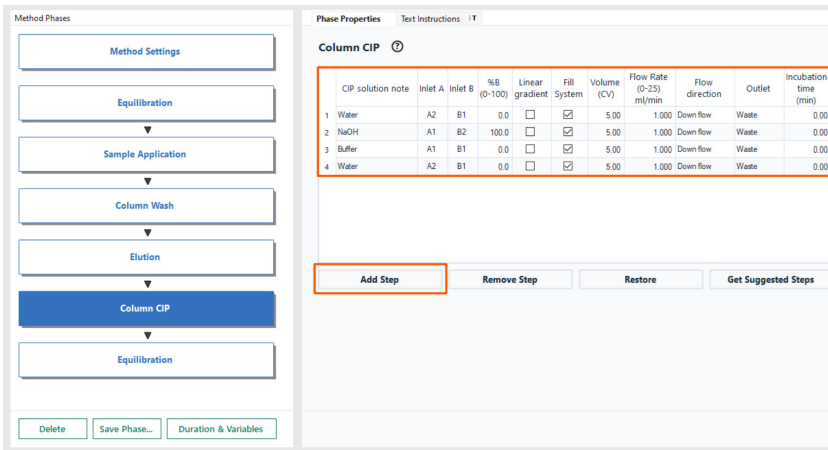 Method Phases
Method Settings
Equilibration
Sample Application
Column Wash
Elution
Column CIP
Equilibration
Delete Save Phase... Duration & Variables
Phase Properties Text Instructions
Column CIP ?
CIP solution note Inlet A Inlet B %B (0-100) Linear gradient Fill System Volume (CV) Flow Rate (0-25) ml/min Flow direction Outlet Incubation time (min)
1 Water A2 B1 0.0 5.00 1.000 Down flow Waste 0.00
2 NaOH A1 B2 100.0 5.00 1.000 Down flow Waste 0.00
3 Buffer A1 B1 0.0 5.00 1.000 Down flow Waste 0.00
4 Water A2 B1 0.0 5.00 1.000 Down flow Waste 0.00
Add Step Remove Step Restore Get Suggested Steps